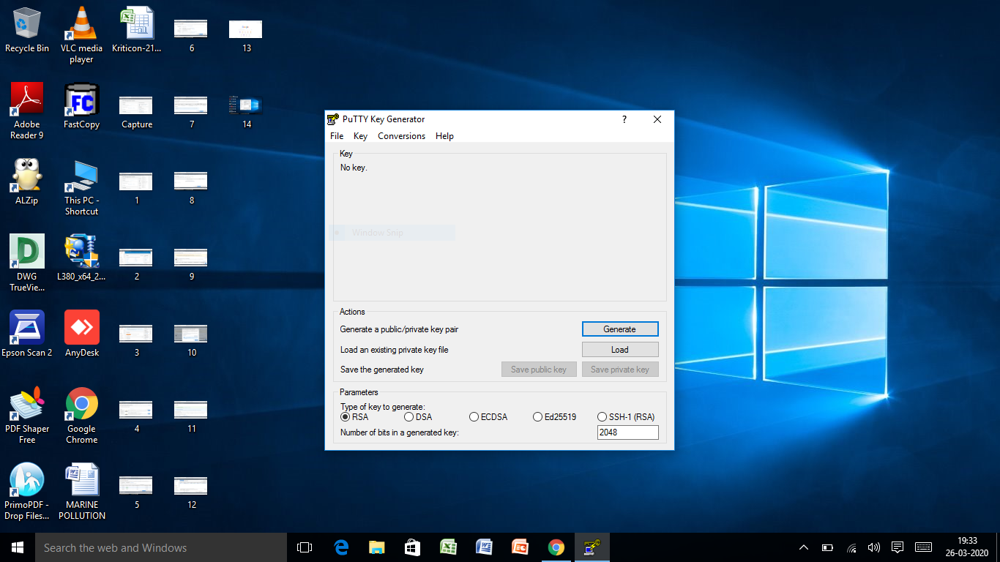 Recycle Bin
VLC media
player
Kriticon-21...
6
13
Adobe
Reader 9
FastCopy
Capture
7
14
ALZip
This PC -
Shortcut
1
8
DWG
TrueVie...
L380_x64_2...
2
9
Epson Scan 2
AnyDesk
3
10
PDF Shaper
Free
Google
Chrome
4
11
PrimoPDF -
Drop Files...
MARINE
POLLUTION
5
12
PuTTY Key Generator
?
File Key Conversions Help
Key
No key.
Window Snip
Actions
Generate a public/private key pair
Generate
Load an existing private key file
Load
Save the generated key
Save public key
Save private key
Parameters
Type of key to generate:
RSA DSA ECDSA Ed25519 SSH-1 (RSA)
Number of bits in a generated key:
2048
Search the web and Windows
19:33
26-03-2020